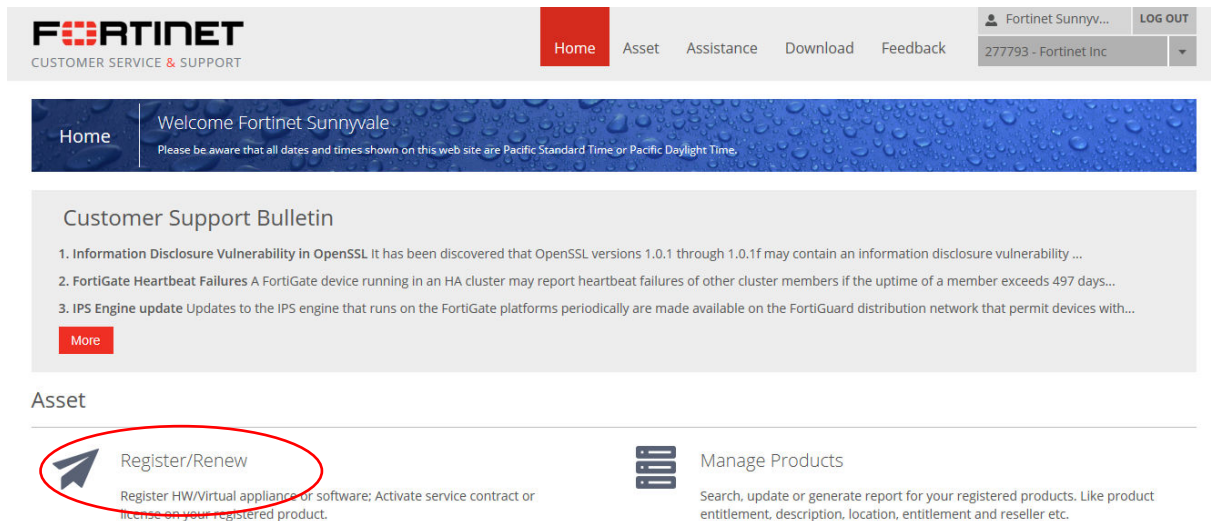 FORTINET
CUSTOMER SERVICE & SUPPORT
Home Asset Assistance Download Feedback
Fortinet Sunnyv... LOG OUT
277793 - Fortinet Inc
Home
Welcome Fortinet Sunnyvale
Please be aware that all dates and times shown on this web site are Pacific Standard Time or Pacific Daylight Time.
Customer Support Bulletin
1. Information Disclosure Vulnerability in OpenSSL It has been discovered that OpenSSL versions 1.0.1 through 1.0.1f may contain an information disclosure vulnerability ...
2. FortiGate Heartbeat Failures A FortiGate device running in an HA cluster may report heartbeat failures of other cluster members if the uptime of a member exceeds 497 days...
3. IPS Engine update Updates to the IPS engine that runs on the FortiGate platforms periodically are made available on the FortiGuard distribution network that permit devices with...
More
Asset
Register/Renew
Register HW/Virtual appliance or software; Activate service contract or
license on your registered product.
Manage Products
Search, update or generate report for your registered products. Like product
entitlement, description, location, entitlement and reseller etc.